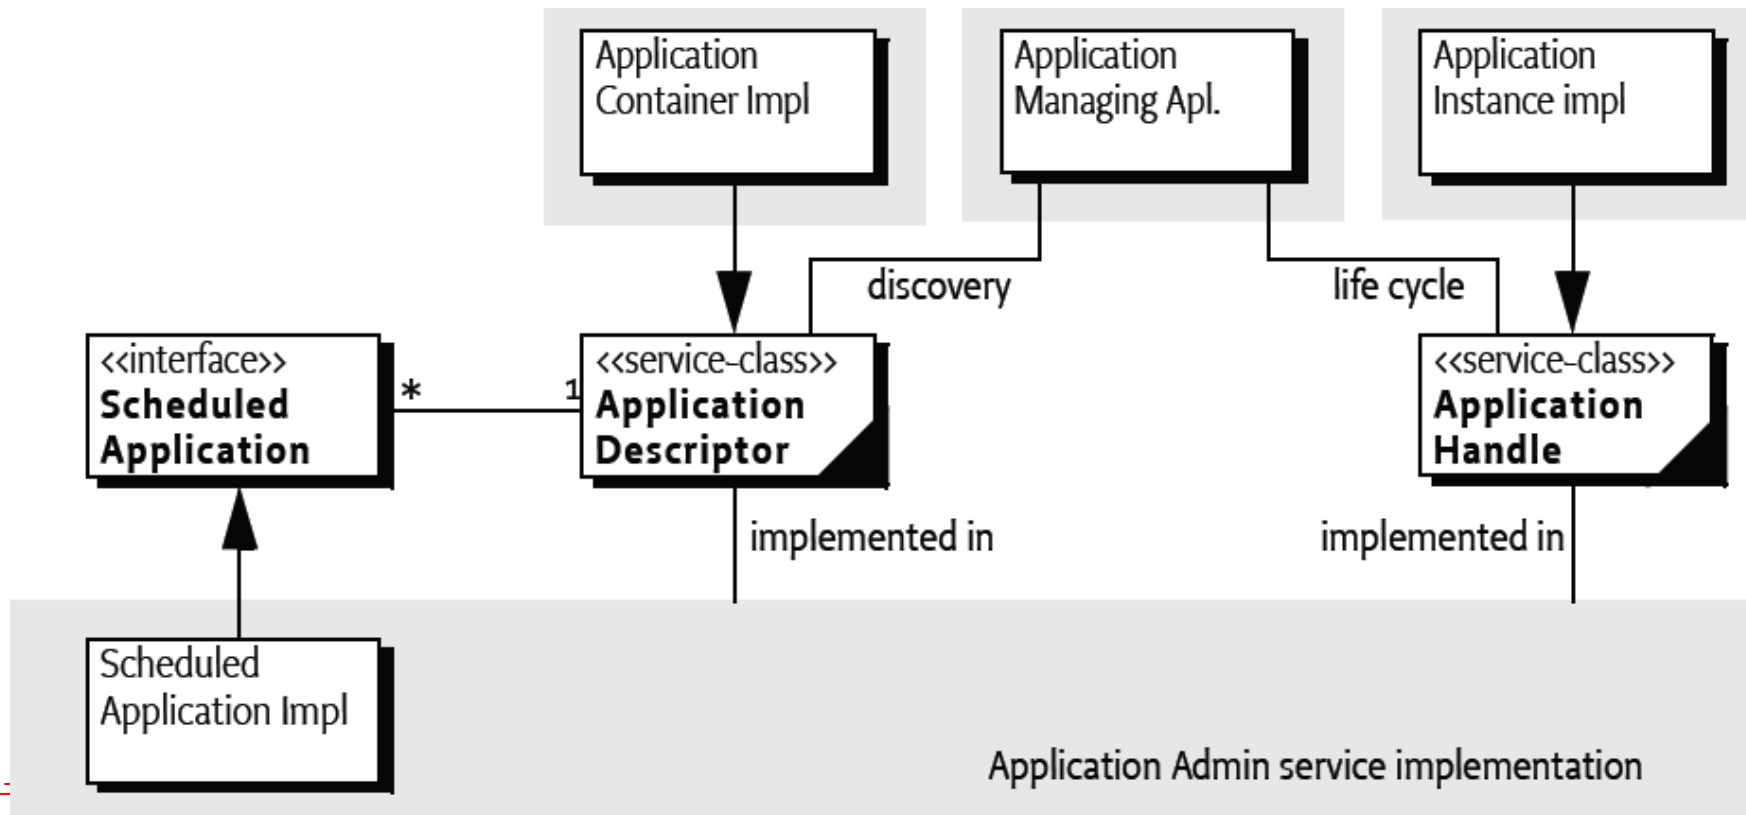 Application
Container Impl
Application
Managing Apl.
Application
Instance impl
discovery
life cycle
<<interface>>
Scheduled
Application
*
1
<<service-class>>
Application
Descriptor
<<service-class>>
Application
Handle
implemented in
implemented in
Scheduled
Application Impl
Application Admin service implementation